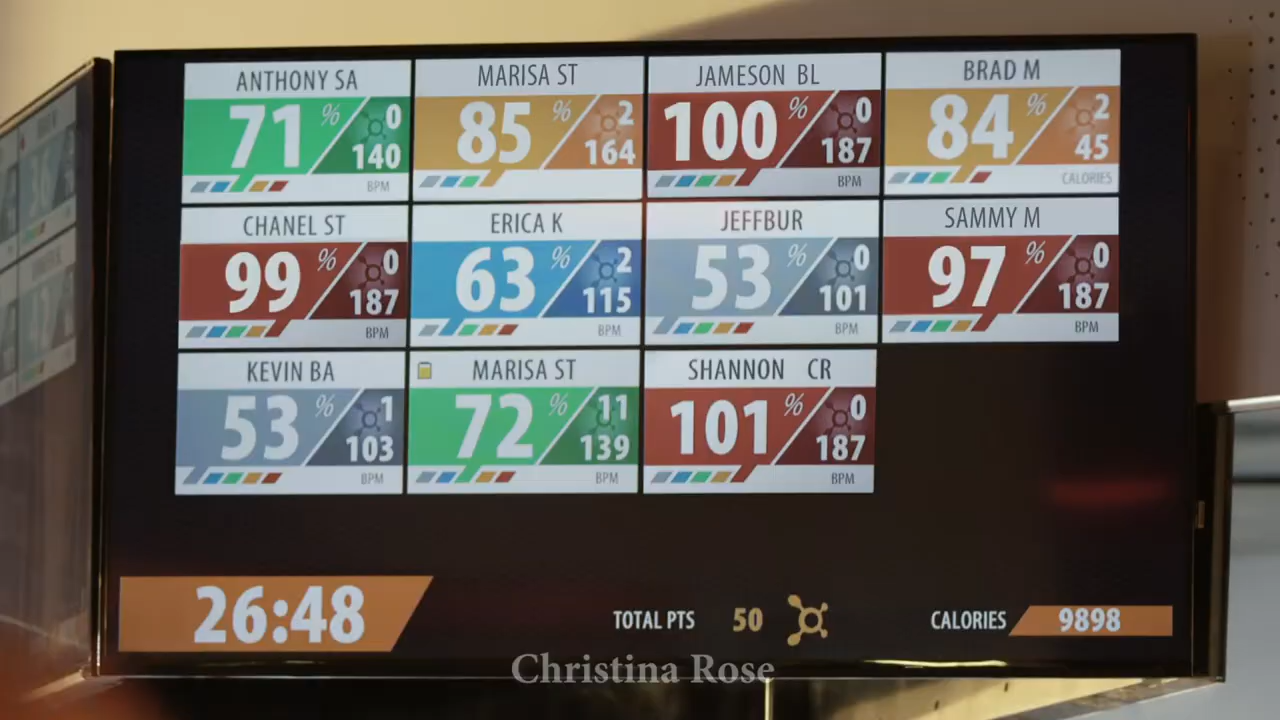 ANTHONY SA
71 % 0
140
BPM
MARISA ST
85 % 2
164
JAMESON BL
100 % 0
187
BPM
BRAD M
84 % 2
45
CALORIES
CHANEL ST
99 % 0
187
BPM
ERICA K
63 % 2
115
BPM
JEFFBUR
53 % 0
101
BPM
SAMMY M
97 % 0
187
BPM
KEVIN BA
53 % 1
103
BPM
MARISA ST
72 % 11
139
BPM
SHANNON CR
101 % 0
187
BPM
26:48
TOTAL PTS 50
CALORIES 9898
Christina Rose